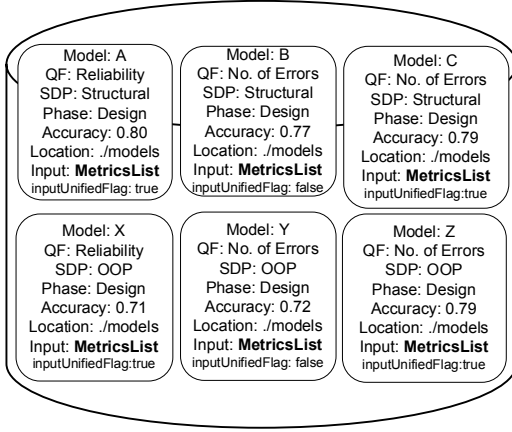 Model: A
QF: Reliability
SDP: Structural
Phase: Design
Accuracy: 0.80
Location: ./models
Input: MetricsList
inputUnifiedFlag: true
Model: B
QF: No. of Errors
SDP: Structural
Phase: Design
Accuracy: 0.77
Location: ./models
Input: MetricsList
inputUnifiedFlag: false
Model: C
QF: No. of Errors
SDP: Structural
Phase: Design
Accuracy: 0.79
Location: ./models
Input: MetricsList
inputUnifiedFlag:true
Model: X
QF: Reliability
SDP: OOP
Phase: Design
Accuracy: 0.71
Location: ./models
Input: MetricsList
inputUnifiedFlag:true
Model: Y
QF: No. of Errors
SDP: OOP
Phase: Design
Accuracy: 0.72
Location: ./models
Input: MetricsList
inputUnifiedFlag: false
Model: Z
QF: No. of Errors
SDP: OOP
Phase: Design
Accuracy: 0.79
Location: ./models
Input: MetricsList
inputUnifiedFlag:true